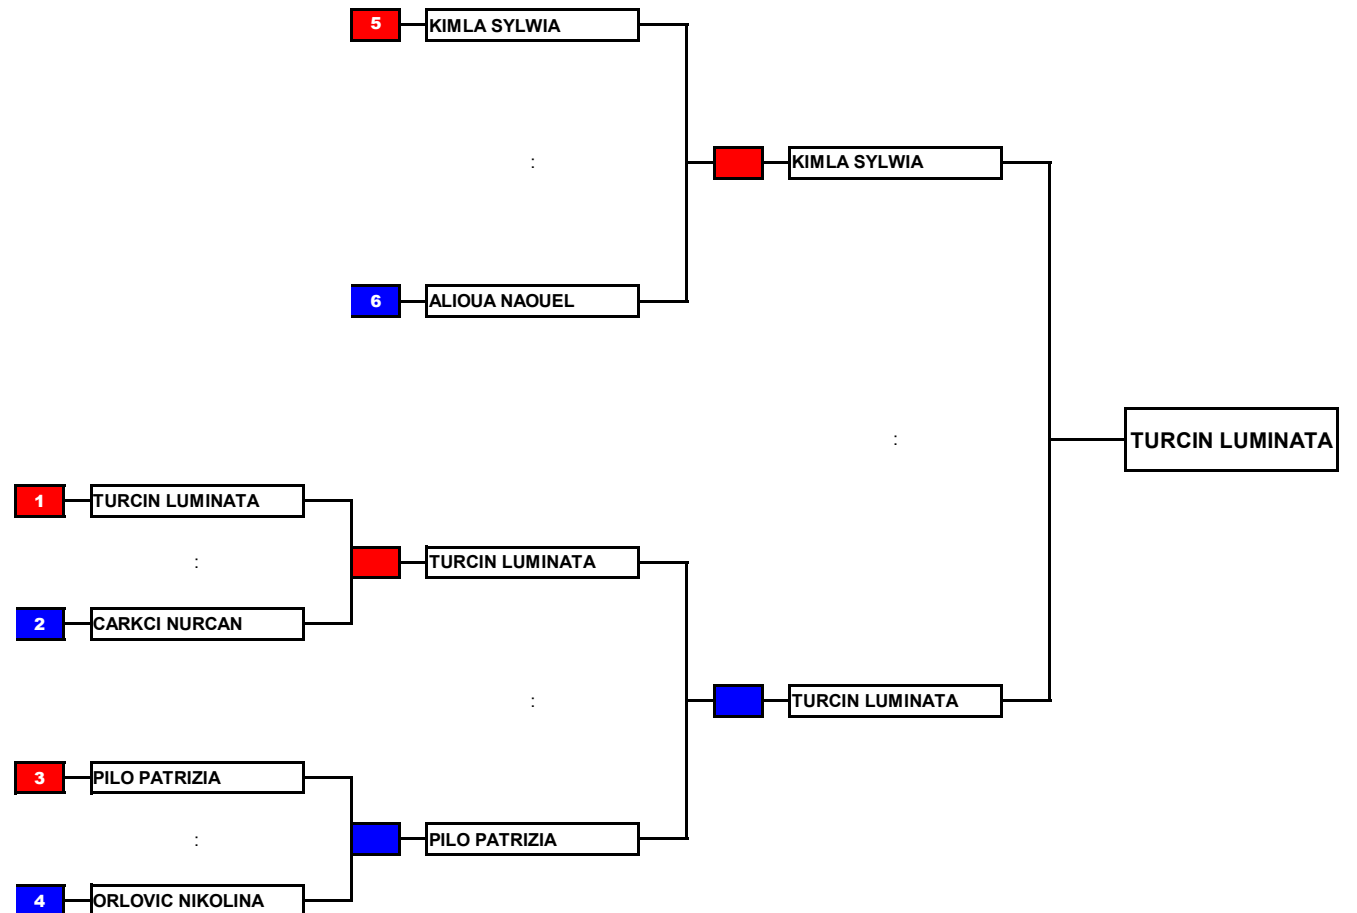 5 KIMLA SYLWIA
:
KIMLA SYLWIA
6 ALIOUA NAOUEL
:
TURCIN LUMINATA
1 TURCIN LUMINATA
:
TURCIN LUMINATA
2 CARKCI NURCAN
:
TURCIN LUMINATA
3 PILO PATRIZIA
:
PILO PATRIZIA
4 ORLOVIC NIKOLINA